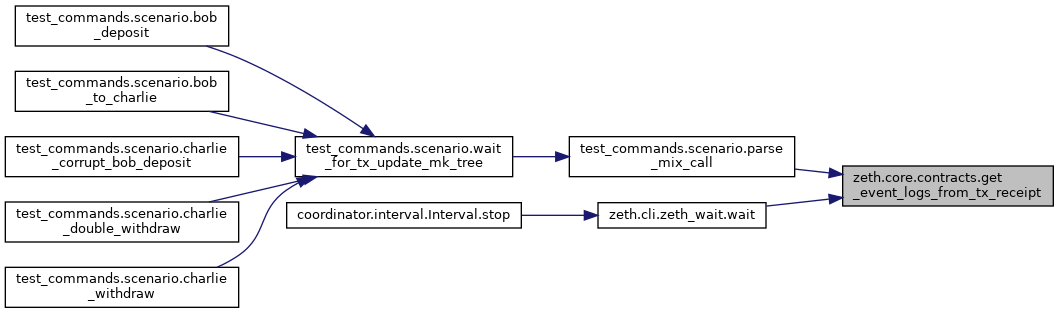 test_commands.scenario.bob
_deposit
test_commands.scenario.bob
_to_charlie
test_commands.scenario.charlie
_corrupt_bob_deposit
test_commands.scenario.charlie
_double_withdraw
test_commands.scenario.charlie
_withdraw
test_commands.scenario.wait
_for_tx_update_mk_tree
coordinator.interval.Interval.stop
test_commands.scenario.parse
_mix_call
zeth.cli.zeth_wait.wait
zeth.core.contracts.get
_event_logs_from_tx_receipt